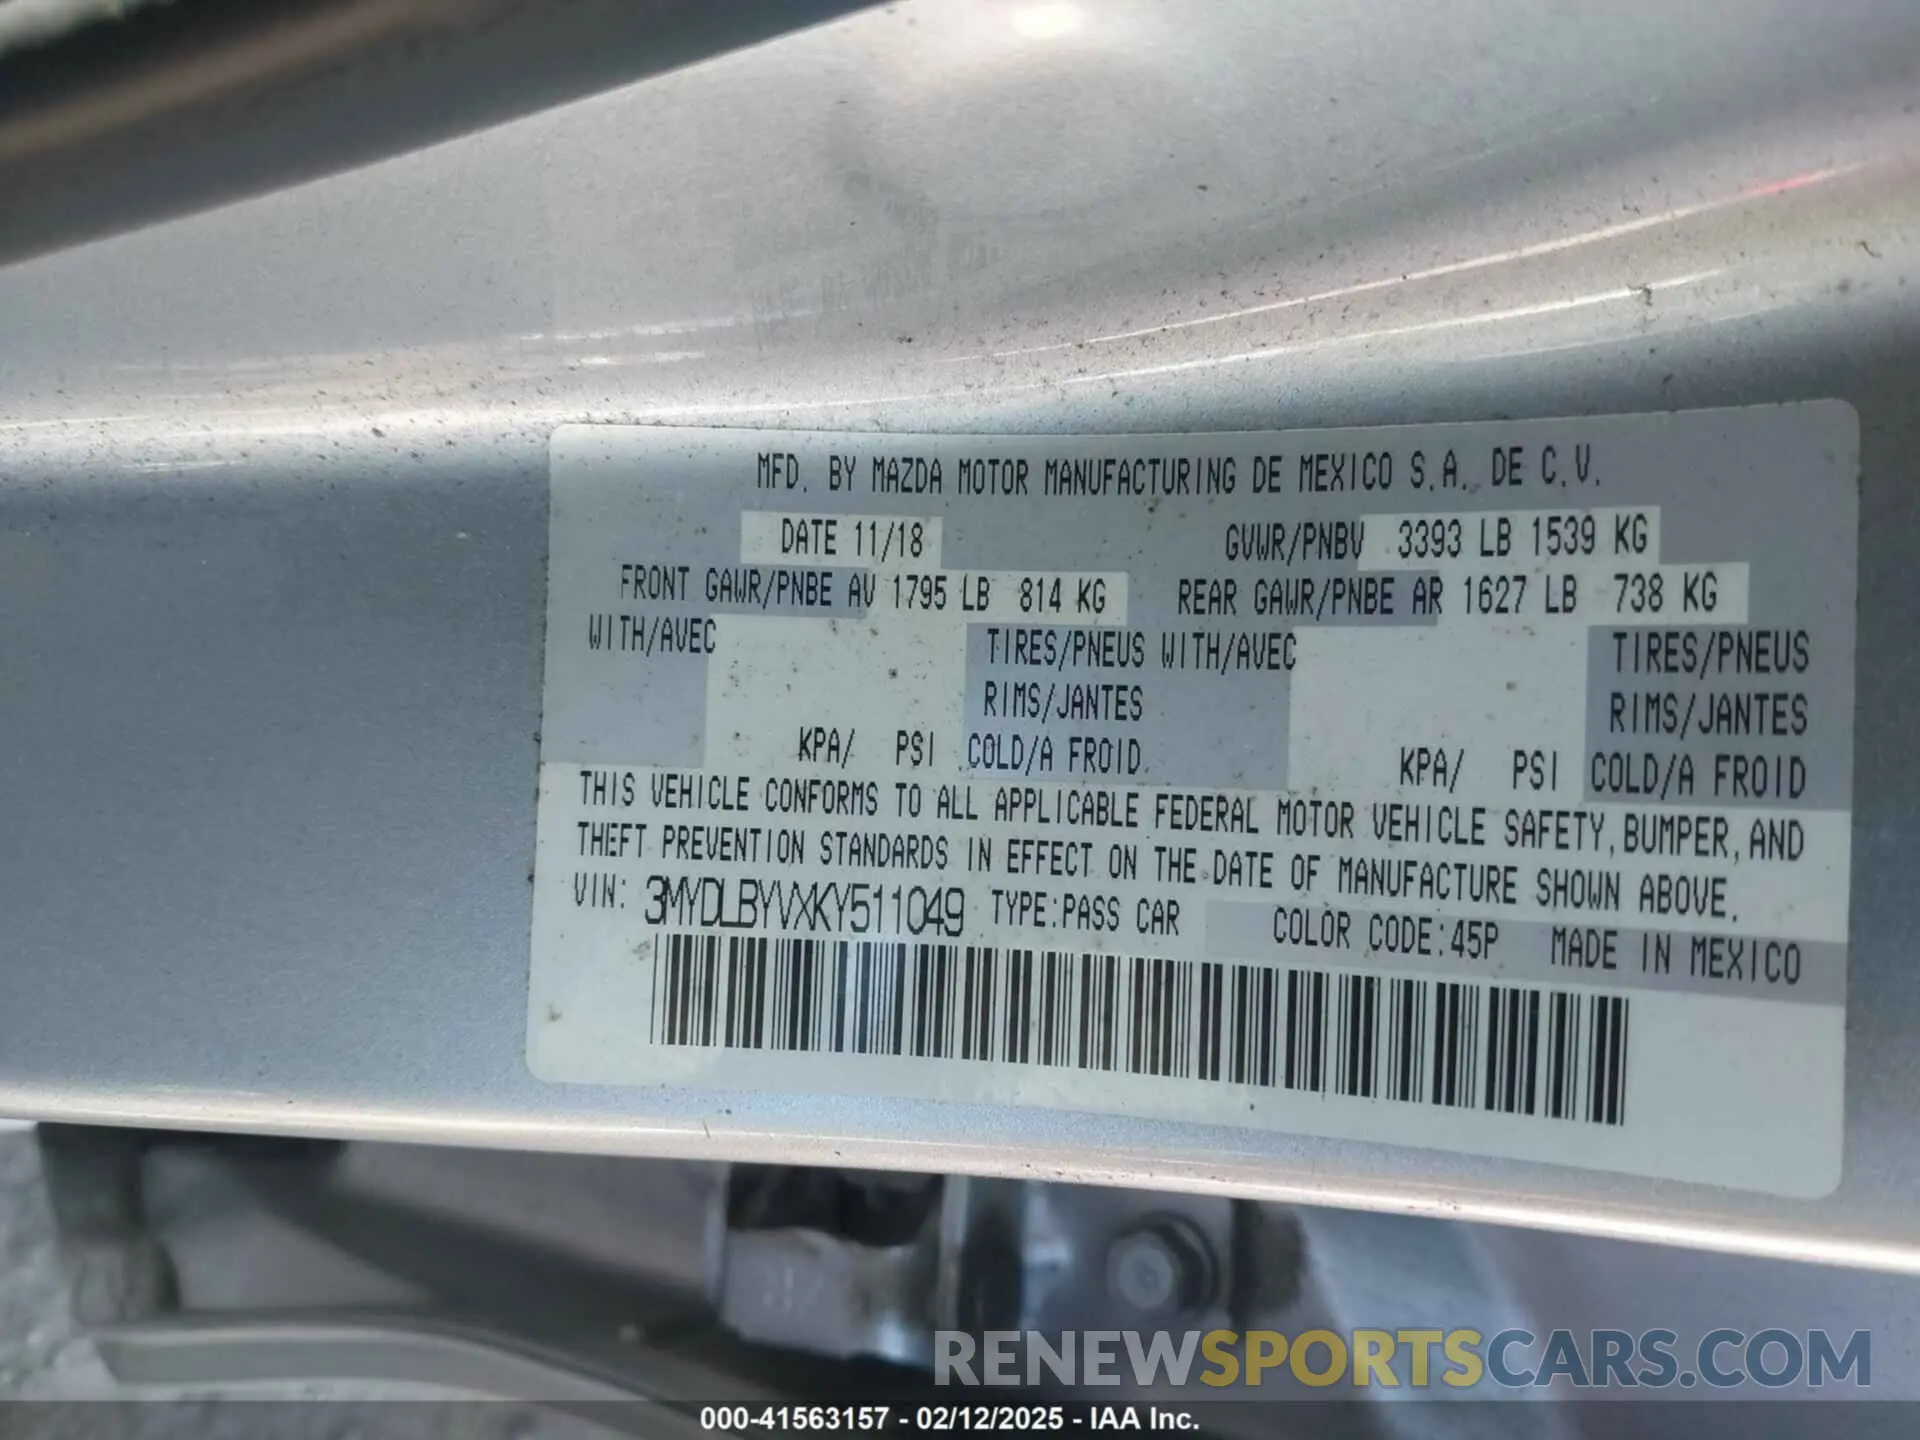 MFD. BY MAZDA MOTOR MANUFACTURING DE MEXICO S.A. DE C.V.
DATE 11/18 GVWR/PNBV 3393 LB 1539 KG
FRONT GAWR/PNBE AV 1795 LB 814 KG REAR GAWR/PNBE AR 1627 LB 738 KG
WITH/AVEC TIRES/PNEUS WITH/AVEC TIRES/PNEUS
RIMS/JANTES RIMS/JANTES
KPA/ PSI COLD/A FROID KPA/ PSI COLD/A FROID
THIS VEHICLE CONFORMS TO ALL APPLICABLE FEDERAL MOTOR VEHICLE SAFETY, BUMPER, AND
THEFT PREVENTION STANDARDS IN EFFECT ON THE DATE OF MANUFACTURE SHOWN ABOVE.
VIN: 3MYDLBYVXKY511049 TYPE:PASS CAR COLOR CODE:45P MADE IN MEXICO
RENEWSPORTSCARS.COM
000-41563157 - 02/12/2025 - IAA Inc.